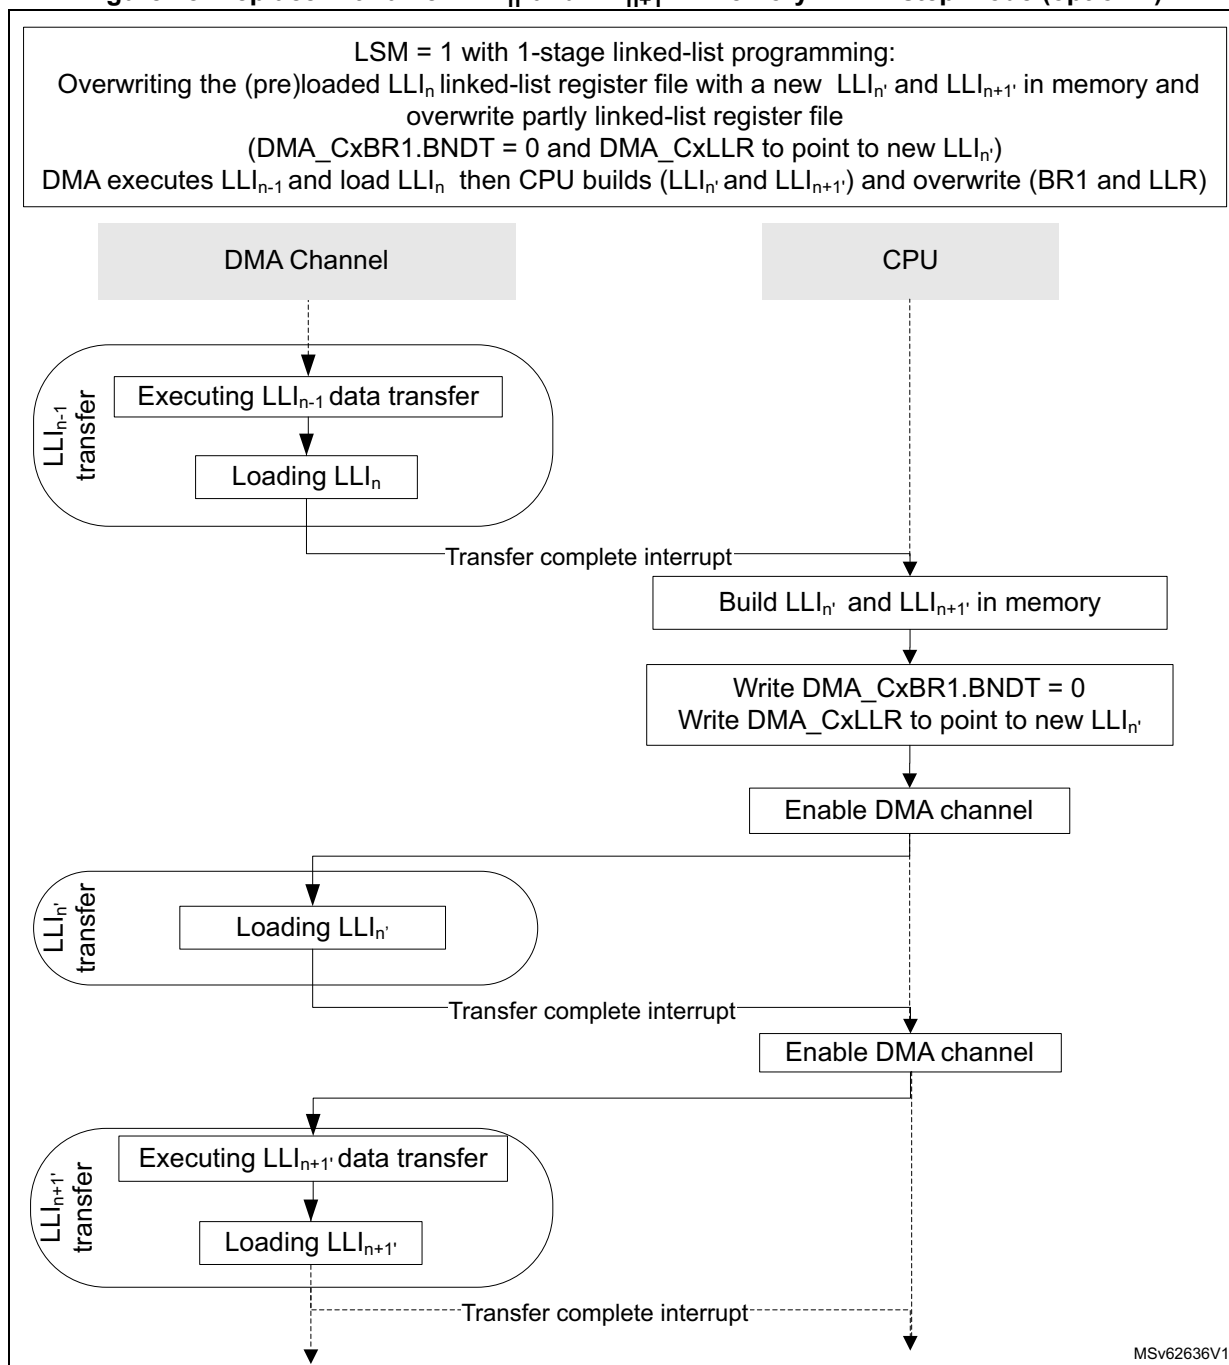 LSM = 1 with 1-stage linked-list programming:
Overwriting the (pre)loaded LLIn linked-list register file with a new LLIn' and LLIn+1' in memory and
overwrite partly linked-list register file
(DMA_CxBR1.BNDT = 0 and DMA_CxLLR to point to new LLIn')
DMA executes LLIn-1 and load LLIn then CPU builds (LLIn' and LLIn+1') and overwrite (BR1 and LLR)
DMA Channel
CPU
LLIn-1
transfer
Executing LLIn-1 data transfer
Loading LLIn
Transfer complete interrupt
Build LLIn' and LLIn+1' in memory
Write DMA_CxBR1.BNDT = 0
Write DMA_CxLLR to point to new LLIn'
Enable DMA channel
LLIn'
transfer
Loading LLIn'
Transfer complete interrupt
Enable DMA channel
LLIn+1'
transfer
Executing LLIn+1' data transfer
Loading LLIn+1'
Transfer complete interrupt
MSv62636V1